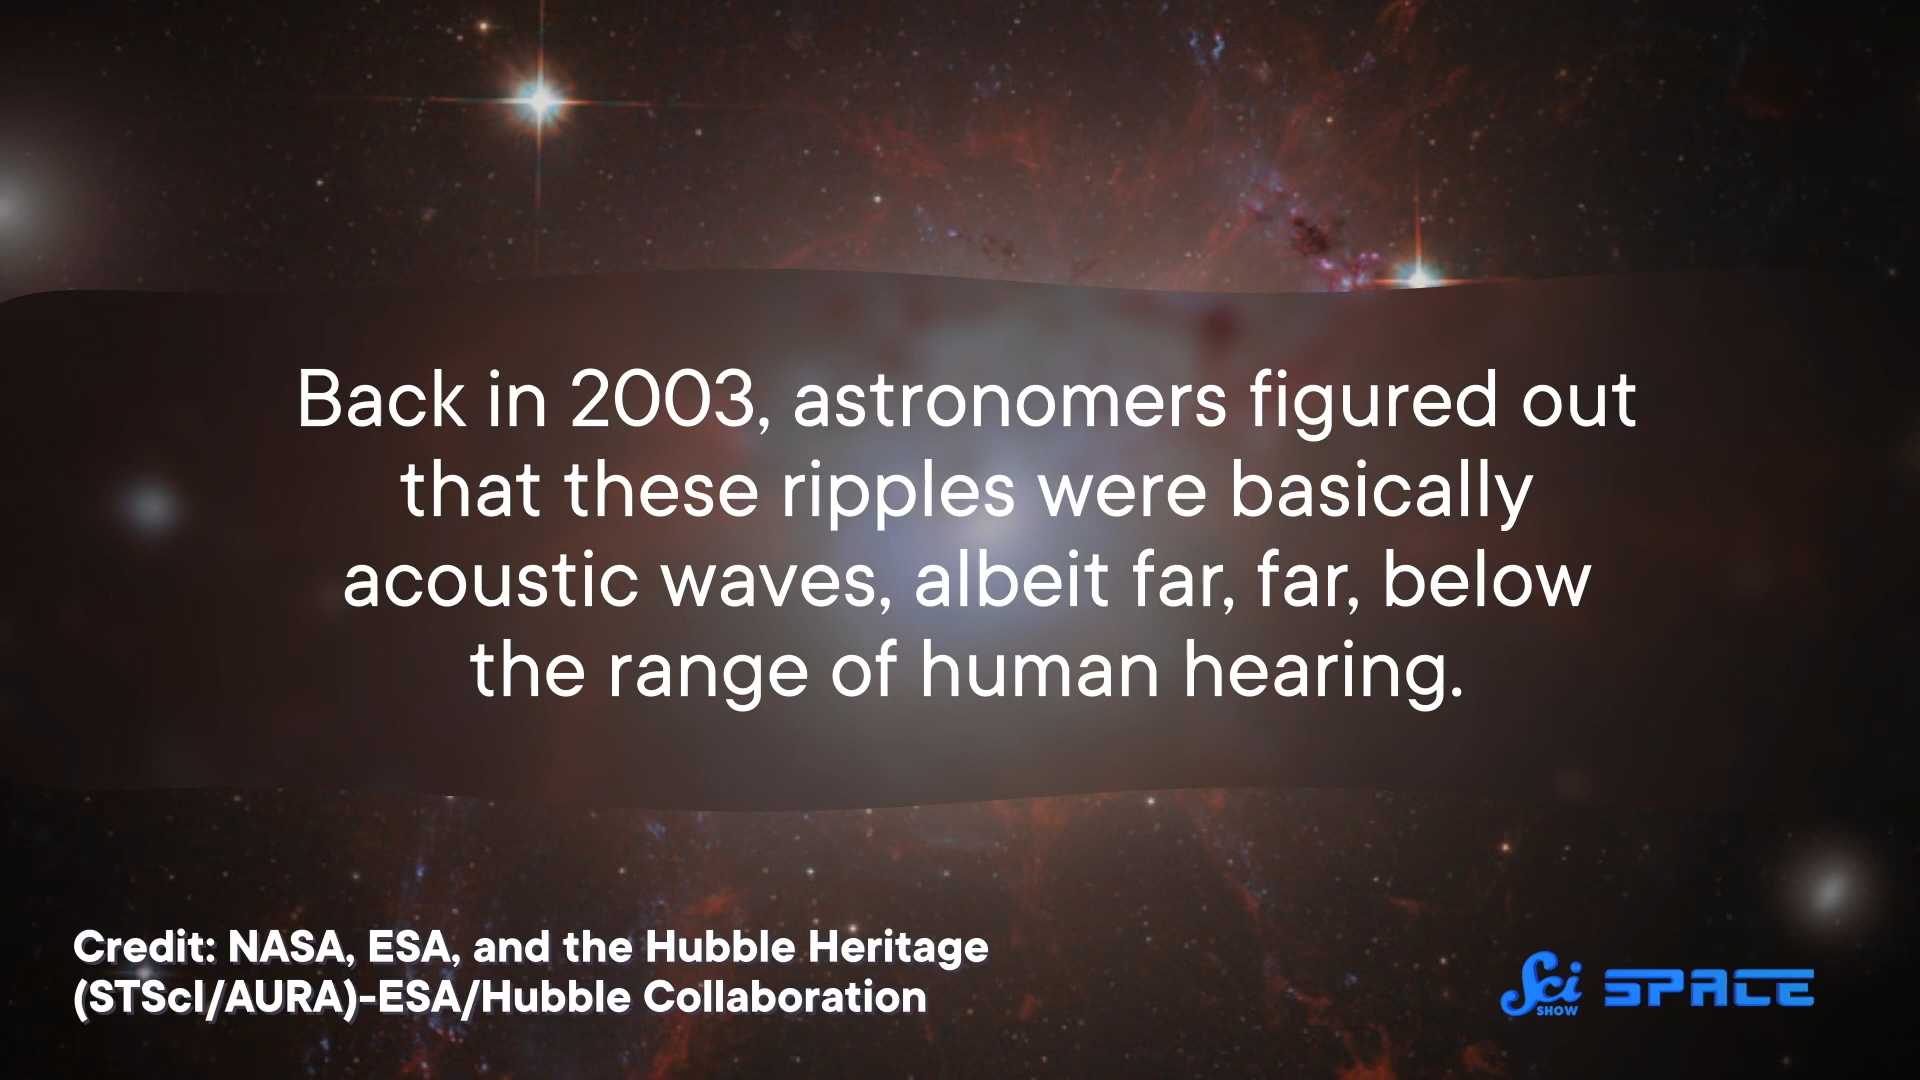 Back in 2003, astronomers figured out
that these ripples were basically
acoustic waves, albeit far, far, below
the range of human hearing.
Credit: NASA, ESA, and the Hubble Heritage
(STScI/AURA)-ESA/Hubble Collaboration
Sci SHOW SPACE